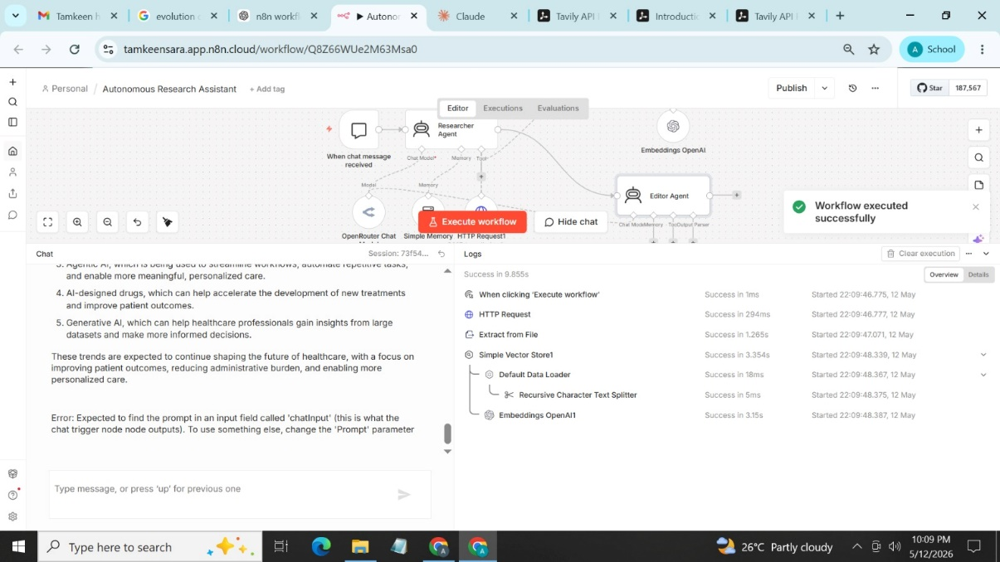 Tamkeen h
evolution c
n8n workfl
Autonor
Claude
Tavily API
Introductic
Tavily API
tamkeensara.app.n8n.cloud/workflow/Q8Z66WUe2M63Msa0
School
Personal / Autonomous Research Assistant + Add tag
Publish
Star 187,567
Editor Executions Evaluations
Researcher
Agent
When chat message
received
Chat Model* Memory Tool
Embeddings OpenAI
Model Memory
Editor Agent
OpenRouter Chat
Simple Memory HTTP Request1
Execute workflow
Hide chat
Workflow executed
successfully
Chat Session: 73f54...
3. Agentic AI, which is being used to streamline workflows, automate repetitive tasks,
and enable more meaningful, personalized care.
4. AI-designed drugs, which can help accelerate the development of new treatments
and improve patient outcomes.
5. Generative AI, which can help healthcare professionals gain insights from large
datasets and make more informed decisions.
These trends are expected to continue shaping the future of healthcare, with a focus on
improving patient outcomes, reducing administrative burden, and enabling more
personalized care.
Error: Expected to find the prompt in an input field called 'chatInput' (this is what the
chat trigger node node outputs). To use something else, change the 'Prompt' parameter
Type message, or press 'up' for previous one
Logs Clear execution
Success in 9.855s Overview Details
When clicking 'Execute workflow' Success in 1ms Started 22:09:46.775, 12 May
HTTP Request Success in 294ms Started 22:09:46.777, 12 May
Extract from File Success in 1.265s Started 22:09:47.071, 12 May
Simple Vector Store1 Success in 3.354s Started 22:09:48.339, 12 May
Default Data Loader Success in 18ms Started 22:09:48.367, 12 May
Recursive Character Text Splitter Success in 5ms Started 22:09:48.375, 12 May
Embeddings OpenAI1 Success in 3.15s Started 22:09:48.387, 12 May
Type here to search
26°C Partly cloudy
10:09 PM
5/12/2026